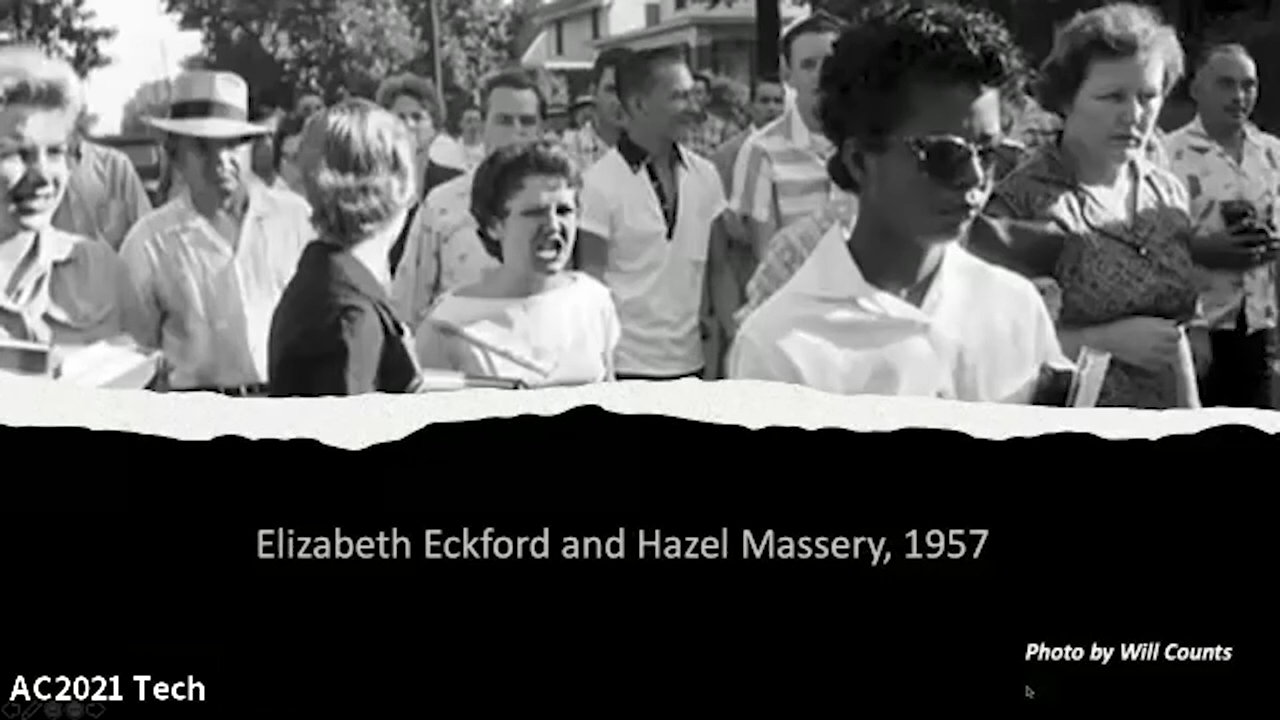 Elizabeth Eckford and Hazel Massery, 1957
Photo by Will Counts
AC2021 Tech